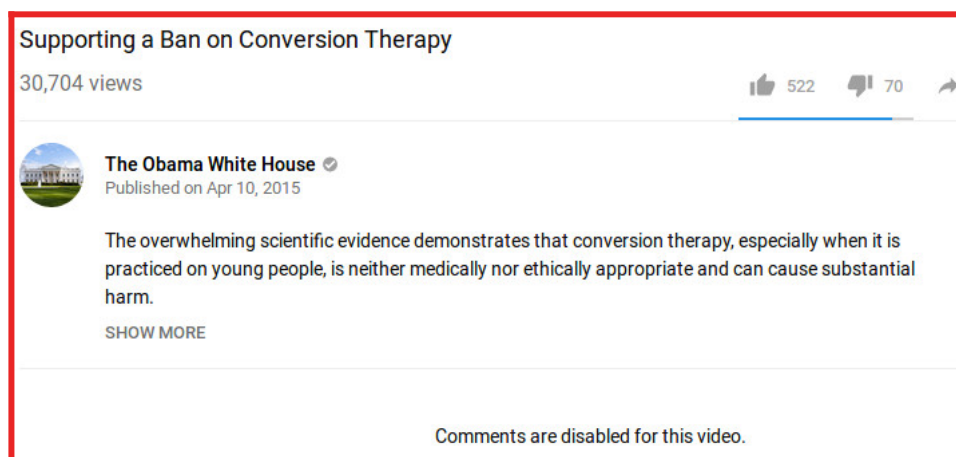 Supporting a Ban on Conversion Therapy
30,704 views
522 70
The Obama White House
Published on Apr 10, 2015
The overwhelming scientific evidence demonstrates that conversion therapy, especially when it is
practiced on young people, is neither medically nor ethically appropriate and can cause substantial
harm.
SHOW MORE
Comments are disabled for this video.